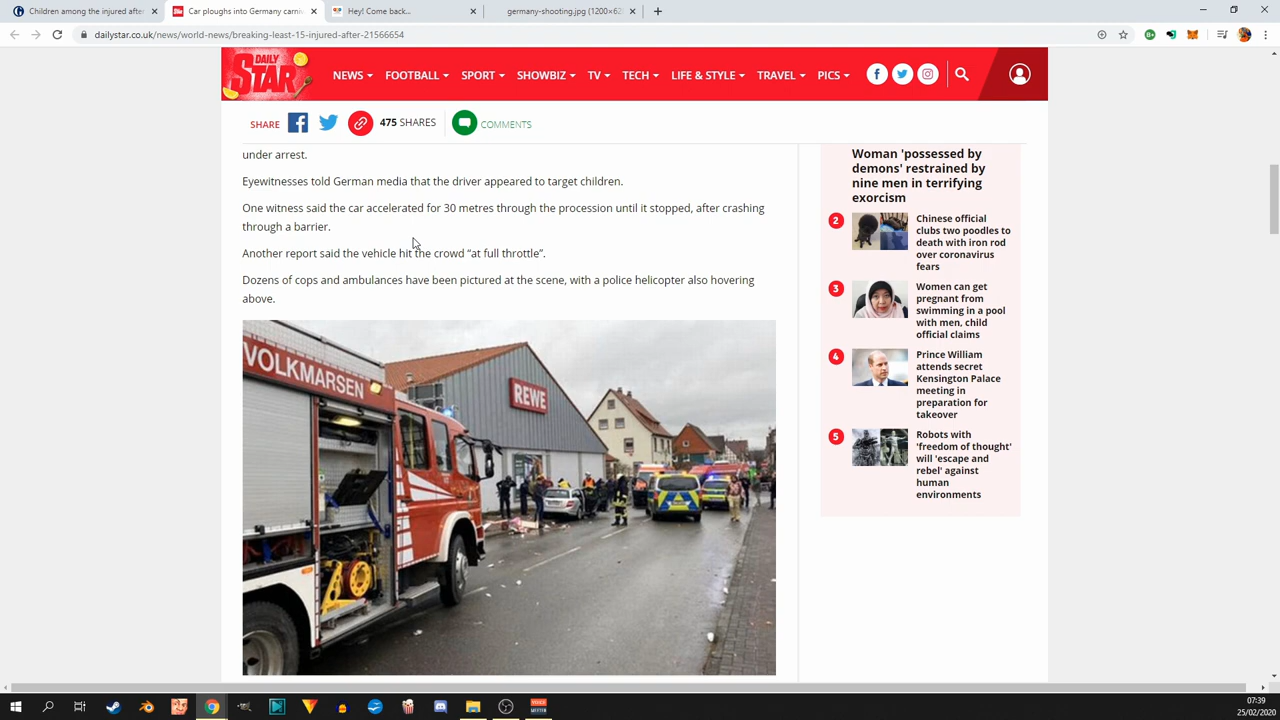 Children among the injured after
Car ploughs into Germany carni
Hey! Come back...
germany-shooting.jpg (1200×62
dailystar.co.uk/news/world-news/breaking-least-15-injured-after-21566654
DAILY
STAR
NEWS
FOOTBALL
SPORT
SHOWBIZ
TV
TECH
LIFE & STYLE
TRAVEL
PICS
SHARE
475 SHARES
COMMENTS
under arrest.
Eyewitnesses told German media that the driver appeared to target children.
One witness said the car accelerated for 30 metres through the procession until it stopped, after crashing
through a barrier.
Another report said the vehicle hit the crowd “at full throttle”.
Dozens of cops and ambulances have been pictured at the scene, with a police helicopter also hovering
above.
VOLKMARSEN
REWE
Woman 'possessed by
demons' restrained by
nine men in terrifying
exorcism
2
Chinese official
clubs two poodles to
death with iron rod
over coronavirus
fears
3
Women can get
pregnant from
swimming in a pool
with men, child
official claims
4
Prince William
attends secret
Kensington Palace
meeting in
preparation for
takeover
5
Robots with
'freedom of thought'
will 'escape and
rebel' against
human
environments
VOICE
MEETER
07:39
25/02/2020